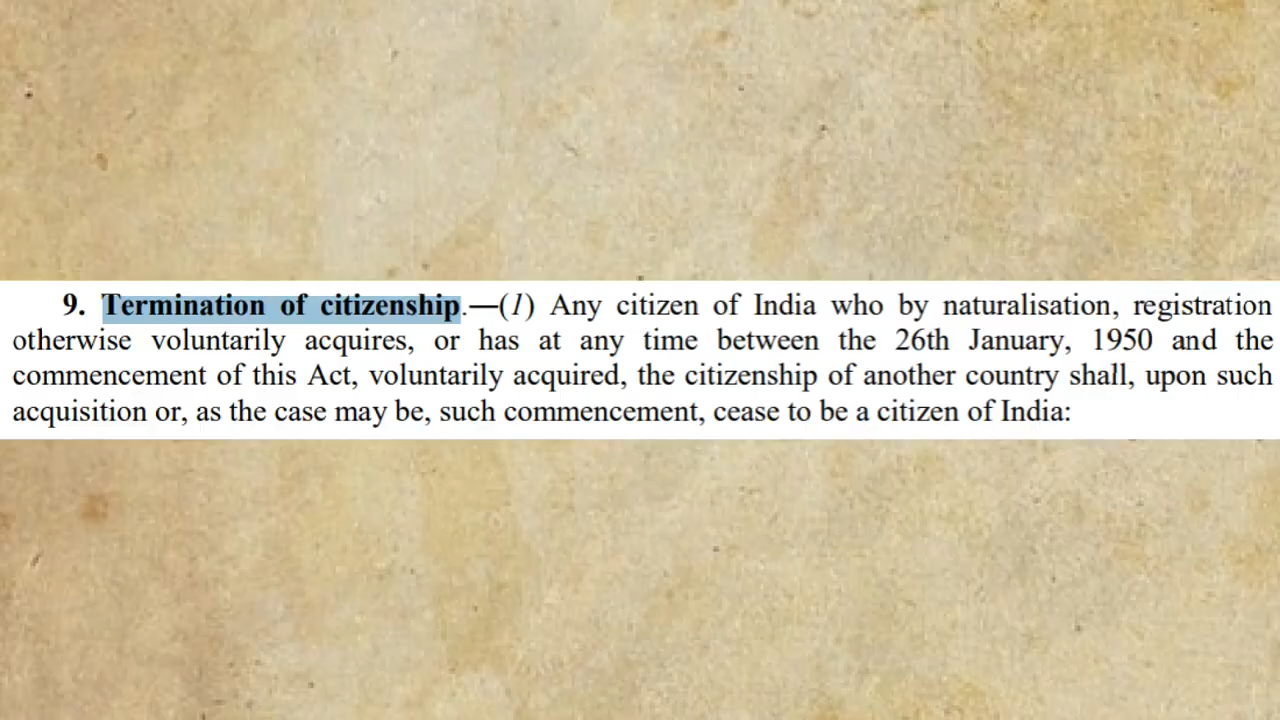 9. Termination of citizenship.—(1) Any citizen of India who by naturalisation, registration
otherwise voluntarily acquires, or has at any time between the 26th January, 1950 and the
commencement of this Act, voluntarily acquired, the citizenship of another country shall, upon such
acquisition or, as the case may be, such commencement, cease to be a citizen of India: